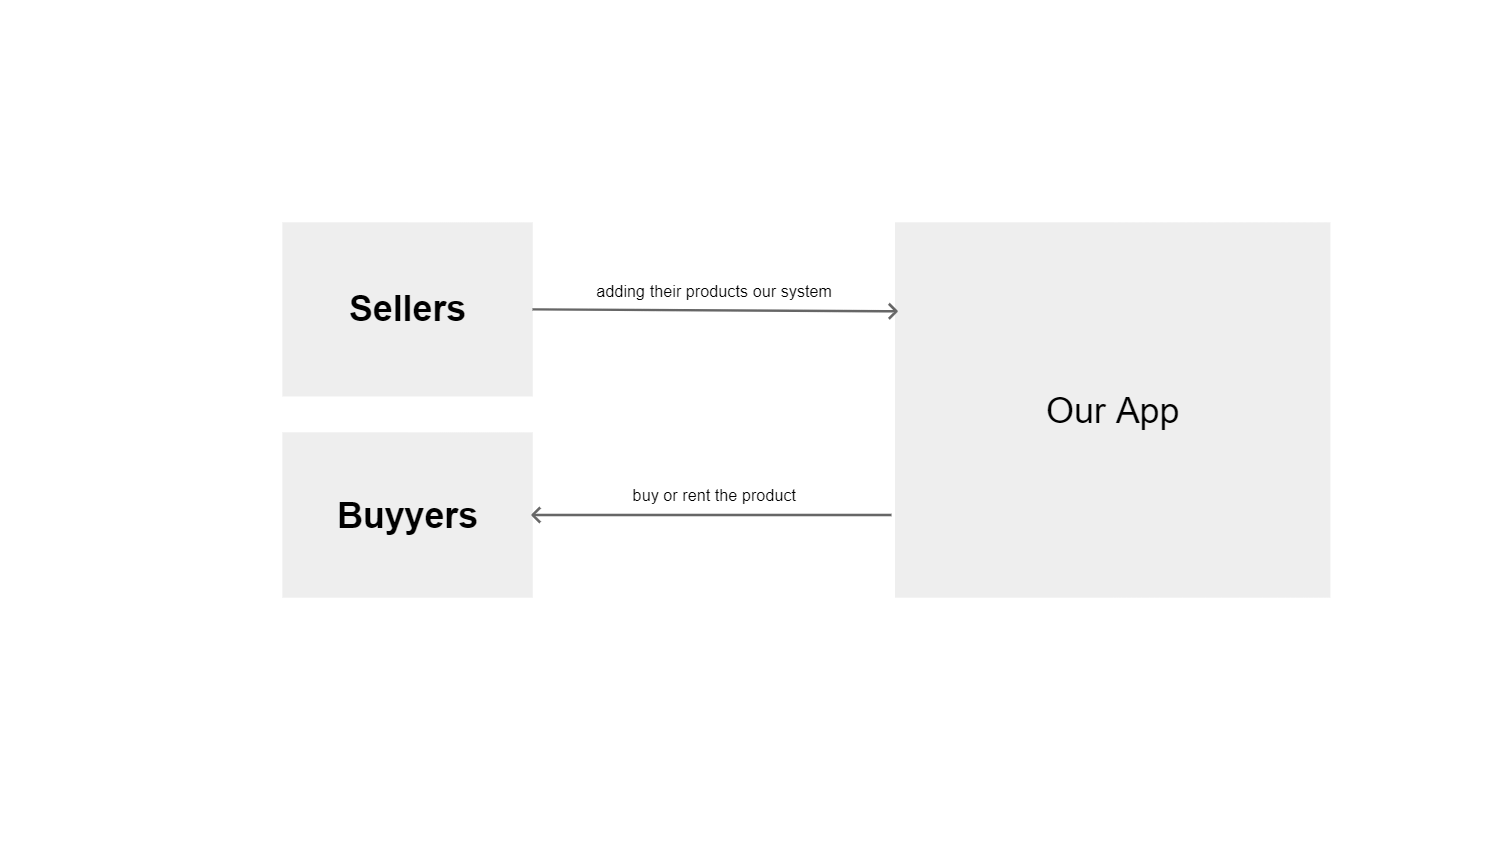 Sellers
adding their products our system
Our App
Buyyers
buy or rent the product